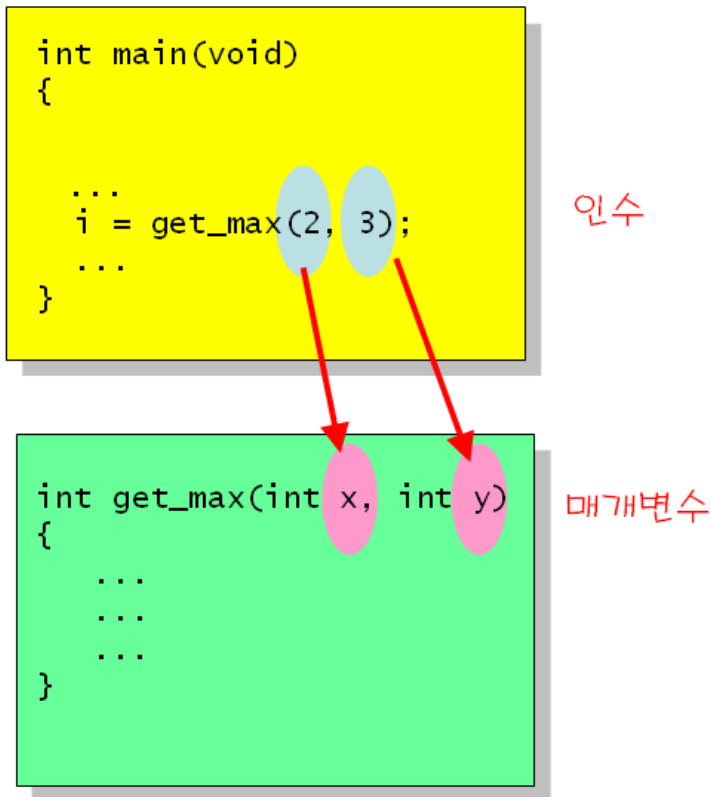 int main(void)
{
...
i = get_max(2, 3);
...
}
인수
int get_max(int x, int y)
매개변수
{
...
...
...
}